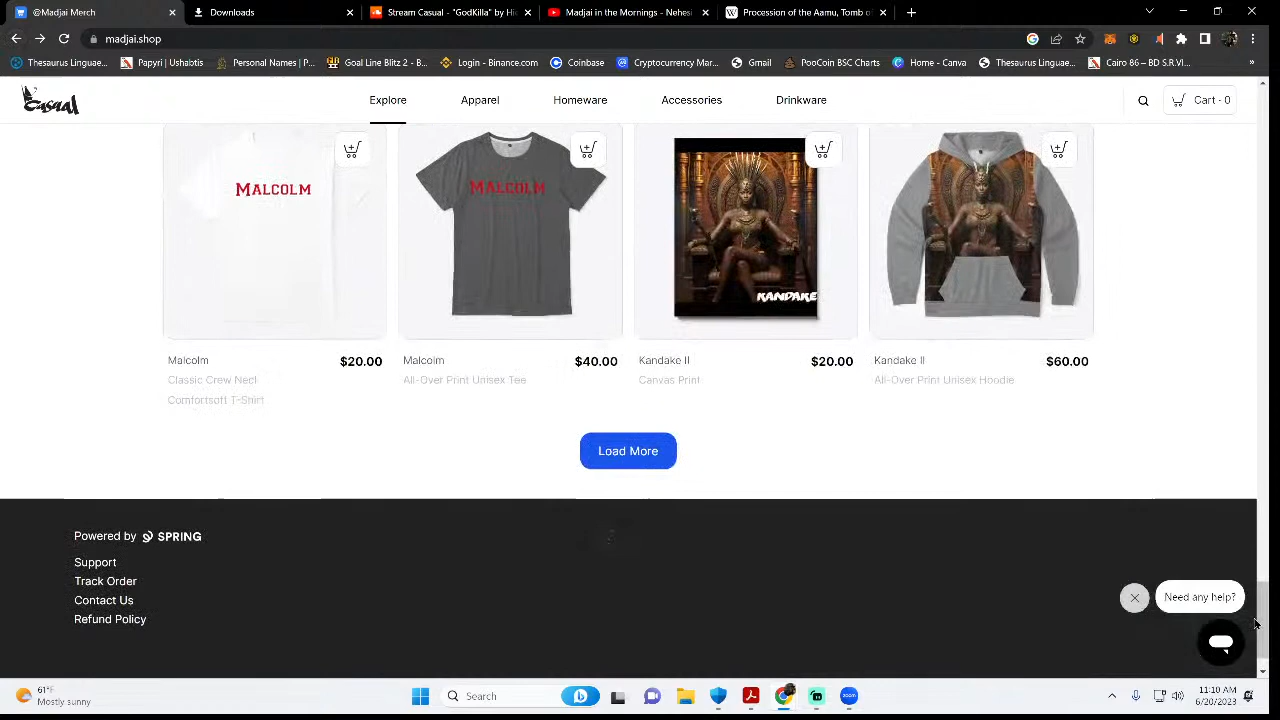 @Madjai Merch
Downloads
Stream Casual - "GodKilla" by Hi
Madjai in the Mornings - Nehesi
Procession of the Aamu, Tomb of
madjai.shop
Thesaurus Linguae...
Papyri | Ushabtis
Personal Names | P...
Goal Line Blitz 2 - B...
Login - Binance.com
Coinbase
Cryptocurrency Mar...
Gmail
PooCoin BSC Charts
Home - Canva
Thesaurus Linguae...
Cairo 86 – BD S.R.VI...
»
Casual
Explore
Apparel
Homeware
Accessories
Drinkware
Cart · 0
MALCOLM
MALCOLM
KANDAKE
Malcolm $20.00
Classic Crew Neck
Comfortsoft T-Shirt
Malcolm $40.00
All-Over Print Unisex Tee
Kandake II $20.00
Canvas Print
Kandake II $60.00
All-Over Print Unisex Hoodie
Load More
Powered by SPRING
Support
Track Order
Contact Us
Refund Policy
Need any help?
61°F
Mostly sunny
Search
zoom
11:10 AM
6/20/2023